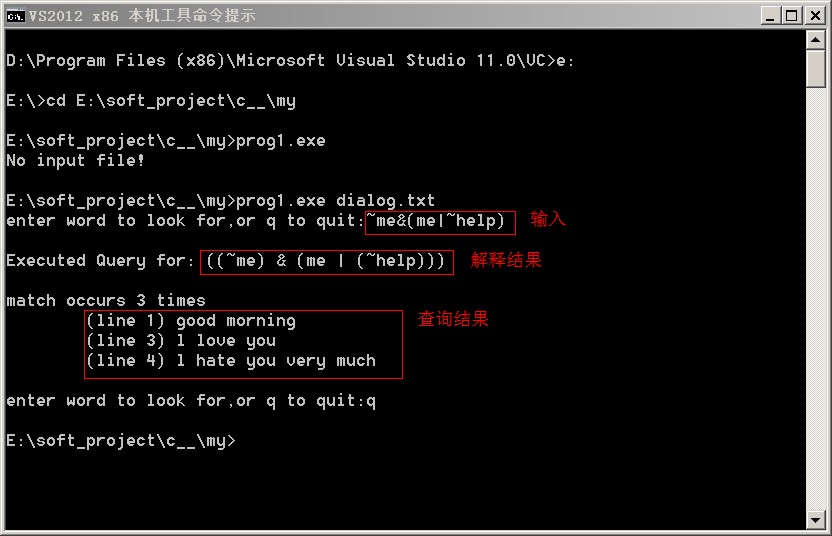 VS2012 x86 本机工具命令提示
D:\Program Files (x86)\Microsoft Visual Studio 11.0\VC>e:
E:\>cd E:\soft_project\c__\my
E:\soft_project\c__\my>prog1.exe
No input file!
E:\soft_project\c__\my>prog1.exe dialog.txt
enter word to look for,or q to quit:~me&(me|~help) 输入
Executed Query for: ((~me) & (me | (~help))) 解释结果
match occurs 3 times
(line 1) good morning 查询结果
(line 3) l love you
(line 4) l hate you very much
enter word to look for,or q to quit:q
E:\soft_project\c__\my>